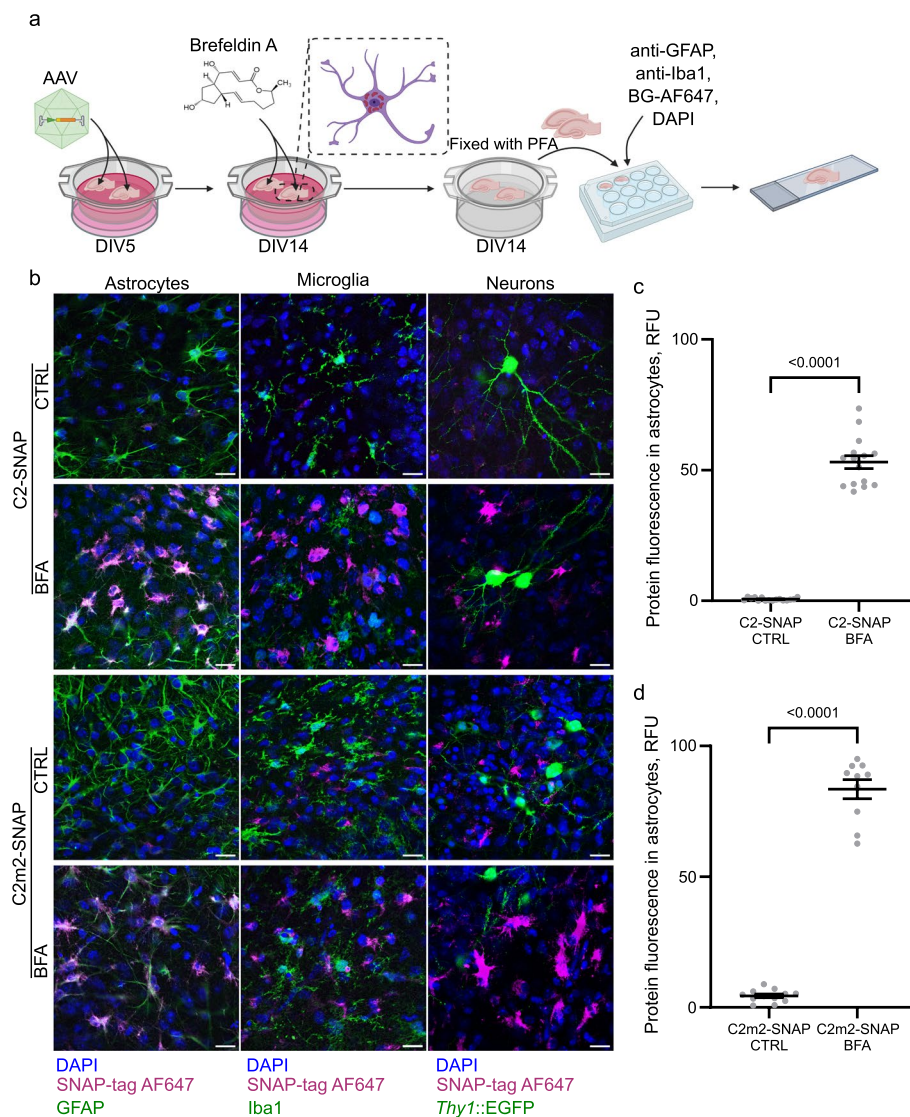 a
AAV
Brefeldin A
HO
O
O
CH₃
HO
H
H
anti-GFAP,
anti-Iba1,
BG-AF647,
DAPI
Fixed with PFA
DIV5
DIV14
DIV14
b
Astrocytes
Microglia
Neurons
C2-SNAP
CTRL
BFA
C2m2-SNAP
CTRL
BFA
DAPI
SNAP-tag AF647
GFAP
DAPI
SNAP-tag AF647
Iba1
DAPI
SNAP-tag AF647
Thy1::EGFP
c
Protein fluorescence in astrocytes, RFU
100
50
0
<0.0001
C2-SNAP
CTRL
C2-SNAP
BFA
d
Protein fluorescence in astrocytes, RFU
100
50
0
<0.0001
C2m2-SNAP
CTRL
C2m2-SNAP
BFA